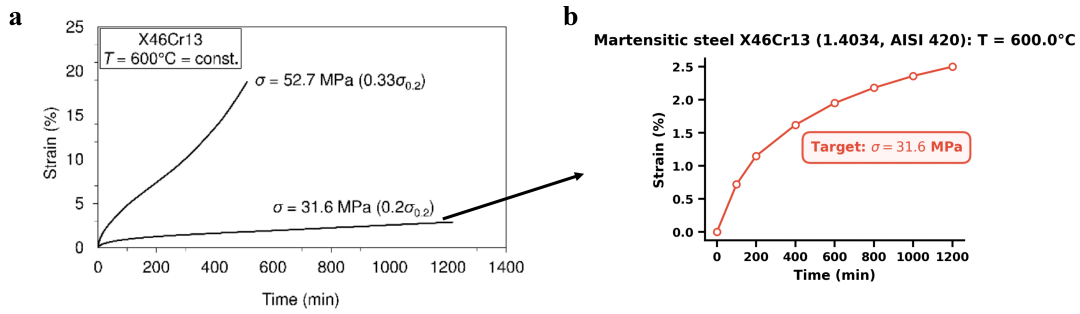 a
25
20
15
10
5
0
Strain (%)
X46Cr13
T = 600°C = const.
σ = 52.7 MPa (0.33σ0.2)
σ = 31.6 MPa (0.2σ0.2)
0 200 400 600 800 1000 1200 1400
Time (min)
b
Martensitic steel X46Cr13 (1.4034, AISI 420): T = 600.0°C
2.5
2.0
1.5
1.0
0.5
0.0
Strain (%)
Target: σ = 31.6 MPa
0 200 400 600 800 1000 1200
Time (min)